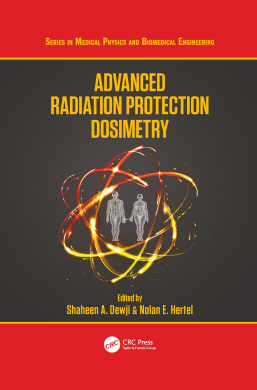 SERIES IN MEDICAL PHYSICS AND BIOMEDICAL ENGINEERING
ADVANCED
RADIATION PROTECTION
DOSIMETRY
Edited by
Shaheen A. Dewji & Nolan E. Hertel
CRC
CRC Press
Taylor & Francis Group